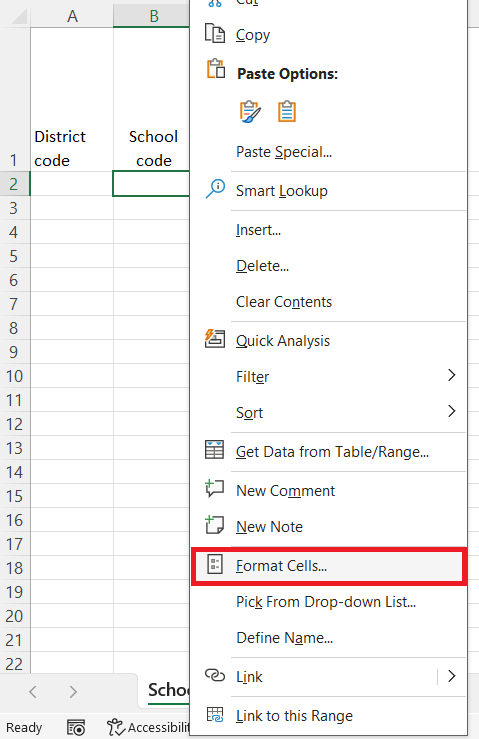 Cut
A B
Copy
Paste Options:
District School
code code
1
Paste Special...
2
Smart Lookup
3
4
Insert...
5
Delete...
6
7
Clear Contents
8
9
Quick Analysis
10
Filter
11
Sort
12
13
Get Data from Table/Range...
14
15
New Comment
16
New Note
17
18
Format Cells...
19
Pick From Drop-down List...
20
21
Define Name...
22
Link
Schoo
Link to this Range
Ready
Accessibilit